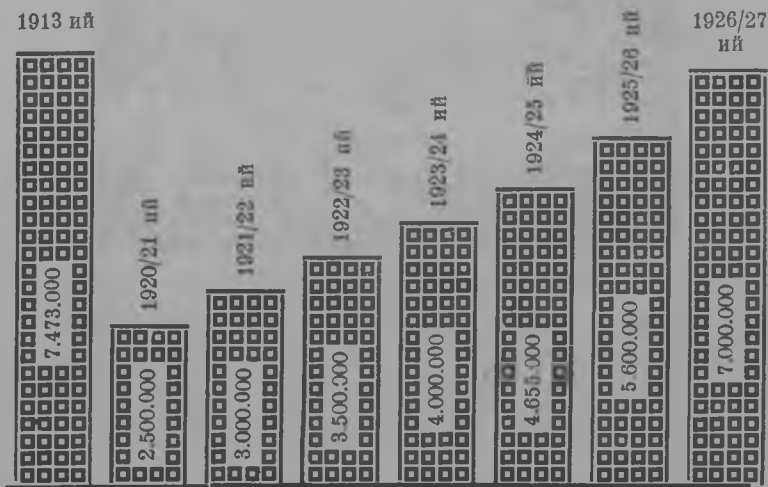 1913 ий
7.473.000
1920/21 ий
2.500.000
1921/22 ий
3.000.000
1922/23 ий
3.500.000
1923/24 ий
4.000.000
1924/25 ий
4.655.000
1925/26 ий
5.600.000
1926/27
ий
7.000.000